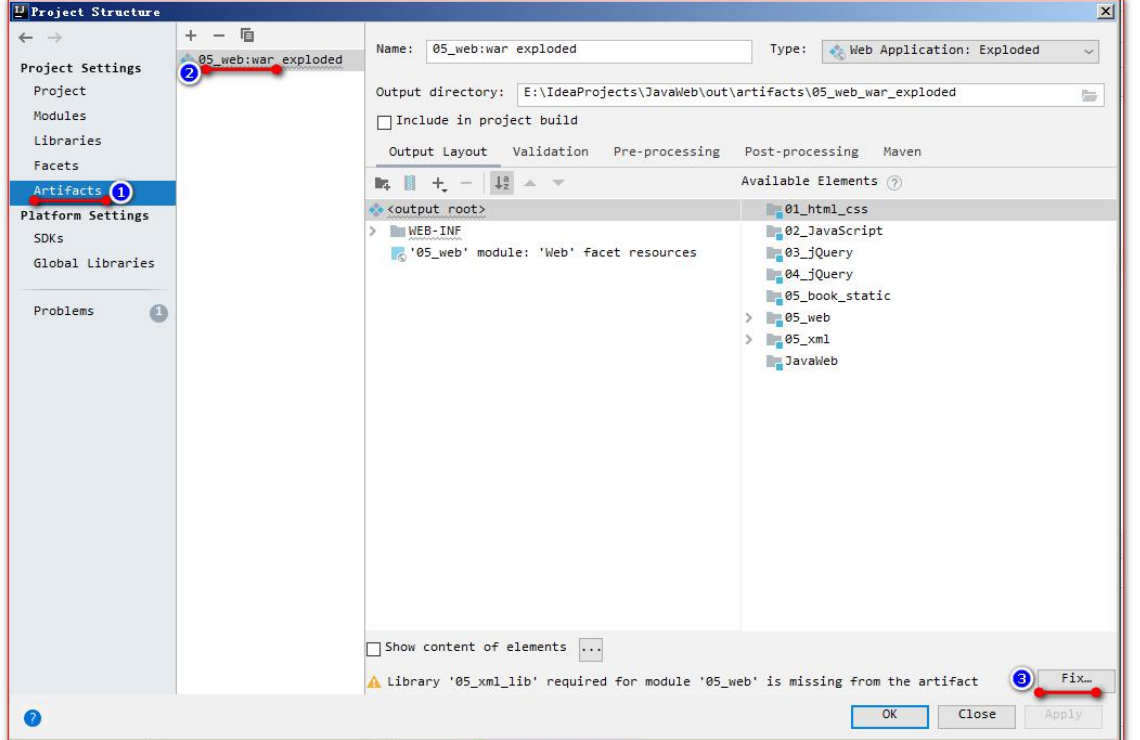 Project Structure
Project Settings
Project
Modules
Libraries
Facets
Artifacts 1
Platform Settings
SDKs
Global Libraries
Problems 1
2 05_web:war exploded
Name: 05_web:war exploded
Type: Web Application: Exploded
Output directory: E:\IdeaProjects\JavaWeb\out\artifacts\05_web_war_exploded
Include in project build
Output Layout Validation Pre-processing Post-processing Maven
Available Elements ?
<output root>
WEB-INF
'05_web' module: 'Web' facet resources
01_html_css
02_JavaScript
03_jQuery
04_jQuery
05_book_static
05_web
05_xml
JavaWeb
Show content of elements ...
Library '05_xml_lib' required for module '05_web' is missing from the artifact 3 Fix…
? OK Close Apply